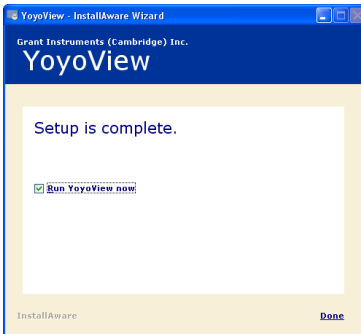 YoyoView - InstallAware Wizard
Grant Instruments (Cambridge) Inc.
YoyoView
Setup is complete.
Run YoyoView now
InstallAware
Done